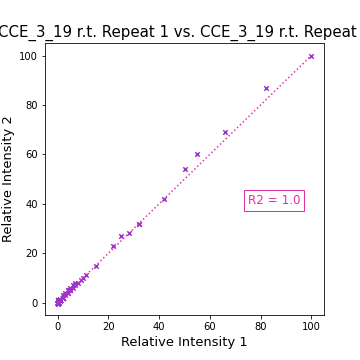 CCE_3_19 r.t. Repeat 1 vs. CCE_3_19 r.t. Repeat
100
80
60
40
20
0
Relative Intensity 2
R2 = 1.0
0 20 40 60 80 100
Relative Intensity 1